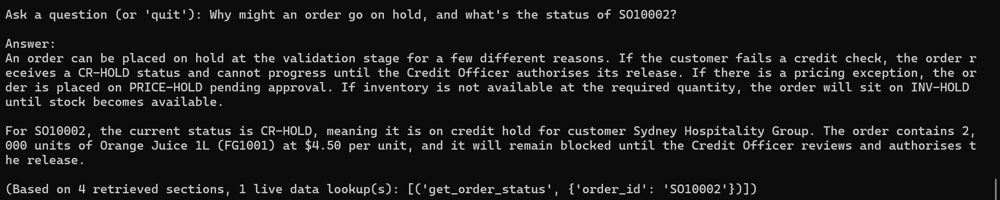 Ask a question (or 'quit'): Why might an order go on hold, and what's the status of SO10002?
Answer:
An order can be placed on hold at the validation stage for a few different reasons. If the customer fails a credit check, the order r
eceives a CR-HOLD status and cannot progress until the Credit Officer authorises its release. If there is a pricing exception, the or
der is placed on PRICE-HOLD pending approval. If inventory is not available at the required quantity, the order will sit on INV-HOLD
until stock becomes available.
For SO10002, the current status is CR-HOLD, meaning it is on credit hold for customer Sydney Hospitality Group. The order contains 2,
000 units of Orange Juice 1L (FG1001) at $4.50 per unit, and it will remain blocked until the Credit Officer reviews and authorises t
he release.
(Based on 4 retrieved sections, 1 live data lookup(s): [('get_order_status', {'order_id': 'SO10002'})])